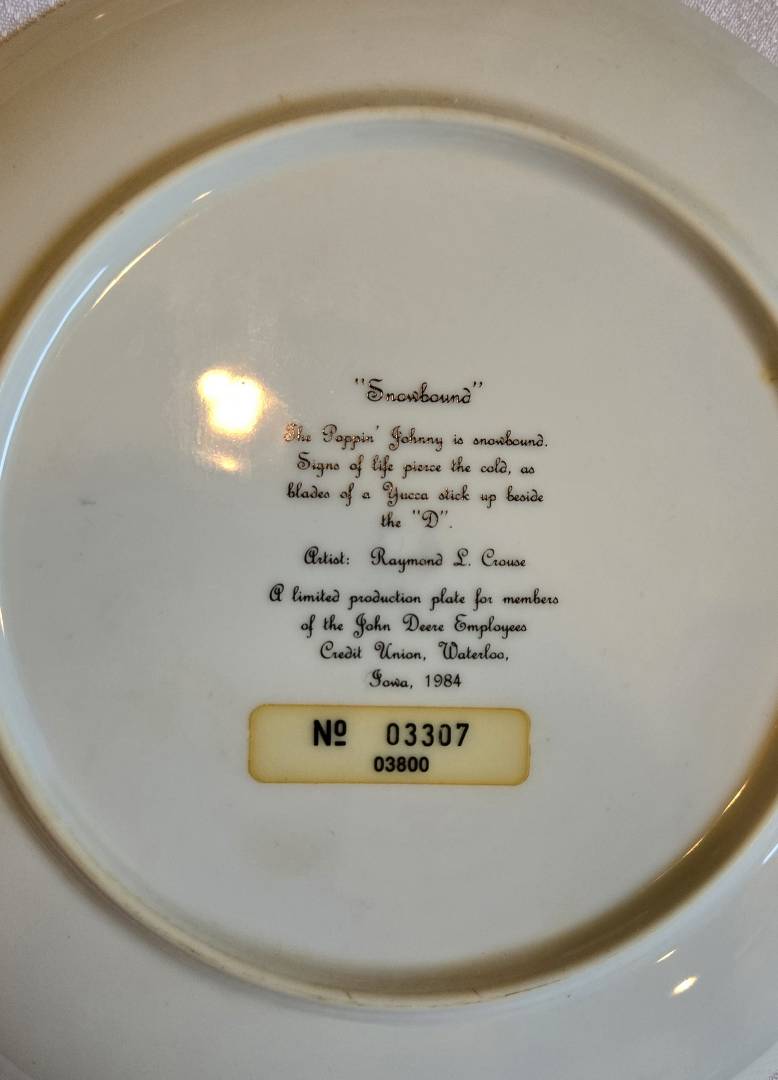 "Snowbound"
The Poppin' Johnny is snowbound.
Signs of life pierce the cold, as
blades of a Yucca stick up beside
the "D".
Artist: Raymond L. Crouse
A limited production plate for members
of the John Deere Employees
Credit Union, Waterloo,
Iowa, 1984
Nº 03307
03800